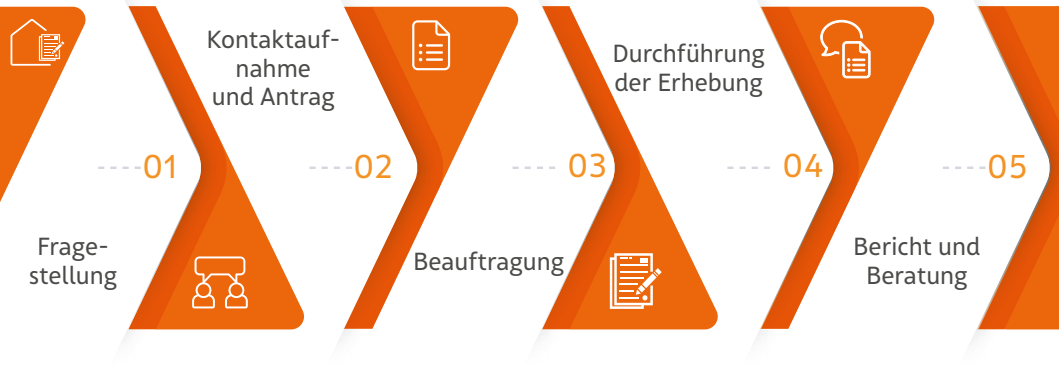 01
Frage-
stellung
Kontaktauf-
nahme
und Antrag
02
Beauftragung
03
Durchführung
der Erhebung
04
Bericht und
Beratung
05